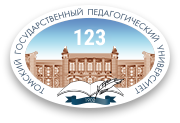 ТОМСКИЙ ГОСУДАРСТВЕННЫЙ ПЕДАГОГИЧЕСКИЙ УНИВЕРСИТЕТ
123